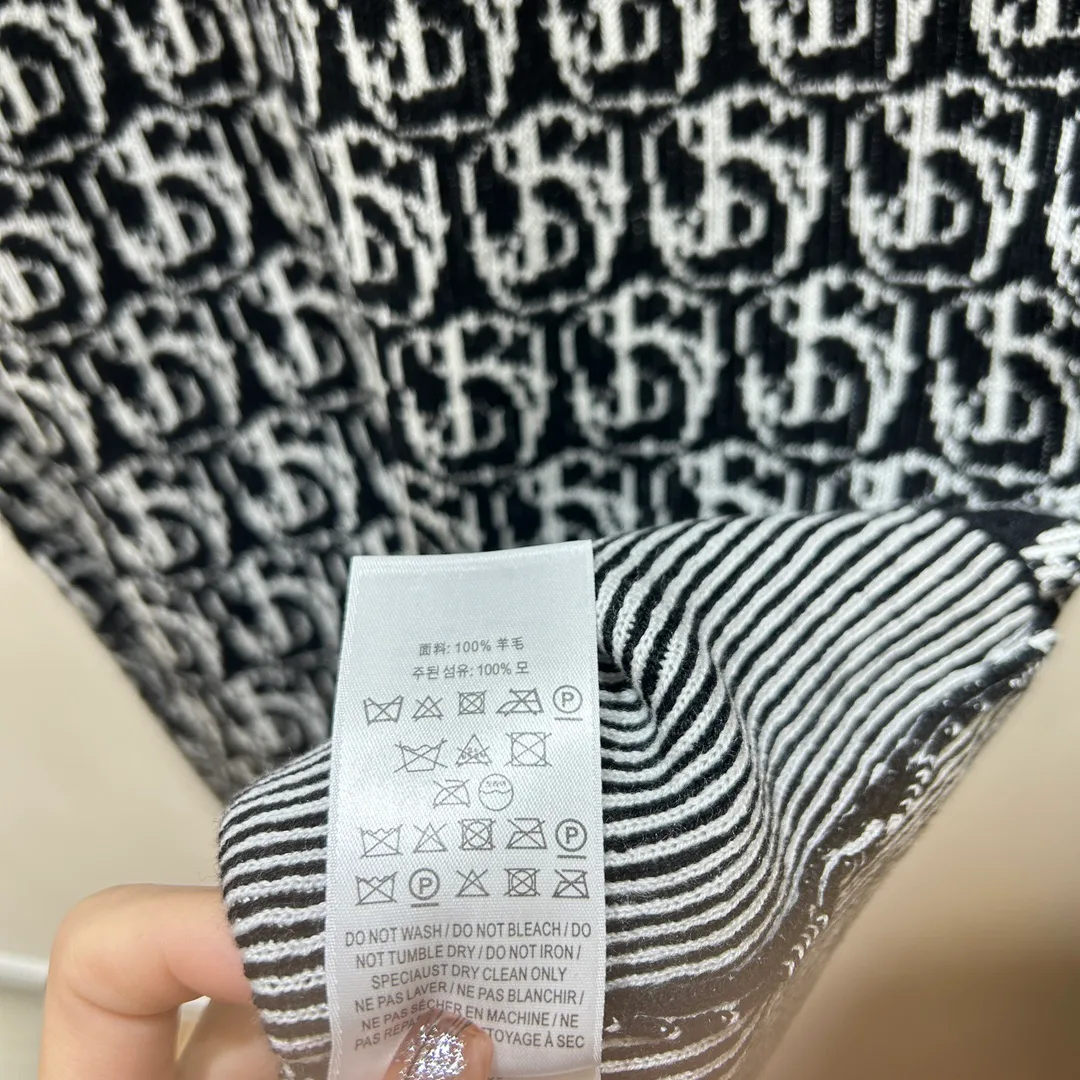 面料: 100% 羊毛
주된섬유: 100% 모
P
P
P
DO NOT WASH / DO NOT BLEACH / DO
NOT TUMBLE DRY / DO NOT IRON /
SPECIAUST DRY CLEAN ONLY
NE PAS LAVER / NE PAS BLANCHIR /
NE PAS SÉCHER EN MACHINE / NE
PAS À SEC